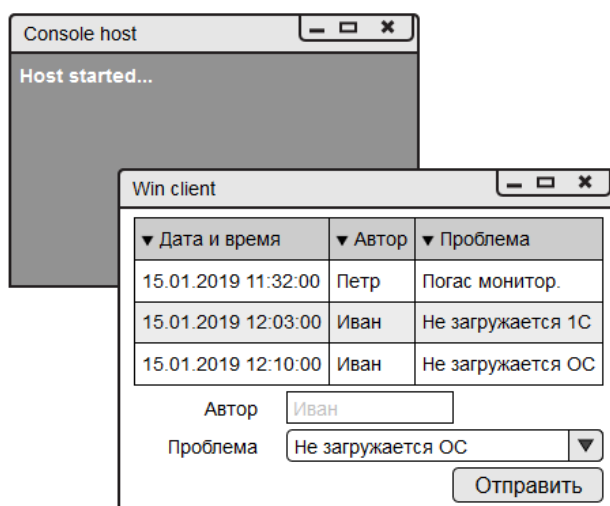 Console host
Host started...
Win client
Дата и время Автор Проблема
15.01.2019 11:32:00 Петр Погас монитор.
15.01.2019 12:03:00 Иван Не загружается 1С
15.01.2019 12:10:00 Иван Не загружается ОС
Автор Иван
Проблема Не загружается ОС
Отправить